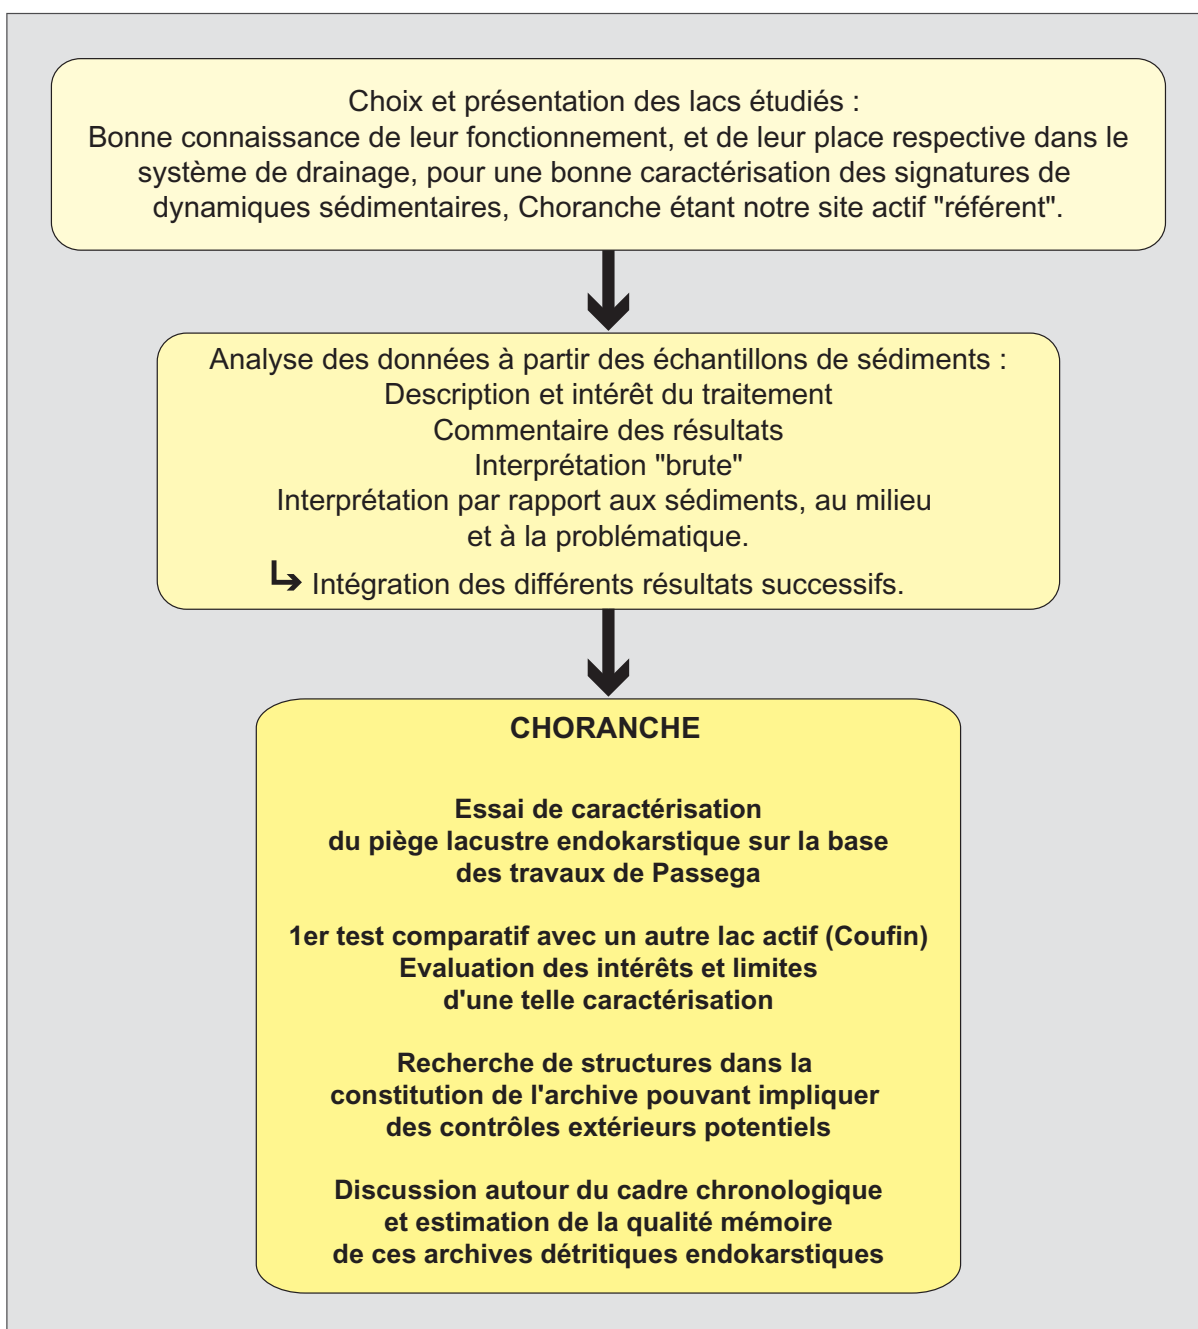 Choix et présentation des lacs étudiés :
Bonne connaissance de leur fonctionnement, et de leur place respective dans le
système de drainage, pour une bonne caractérisation des signatures de
dynamiques sédimentaires, Choranche étant notre site actif "référent".
Analyse des données à partir des échantillons de sédiments :
Description et intérêt du traitement
Commentaire des résultats
Interprétation "brute"
Interprétation par rapport aux sédiments, au milieu
et à la problématique.
Intégration des différents résultats successifs.
CHORANCHE
Essai de caractérisation
du piège lacustre endokarstique sur la base
des travaux de Passega
1er test comparatif avec un autre lac actif (Coufin)
Evaluation des intérêts et limites
d'une telle caractérisation
Recherche de structures dans la
constitution de l'archive pouvant impliquer
des contrôles extérieurs potentiels
Discussion autour du cadre chronologique
et estimation de la qualité mémoire
de ces archives détritiques endokarstiques